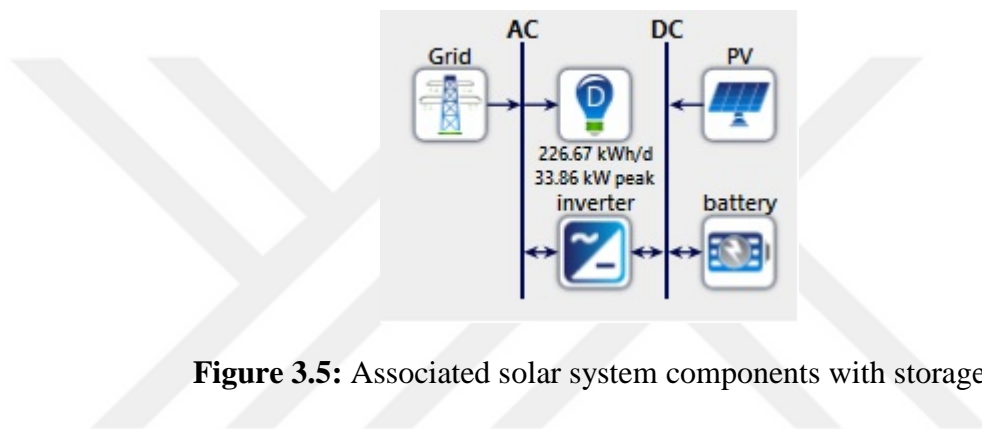 AC DC
Grid PV
D
226.67 kWh/d
33.86 kW peak
inverter battery
Figure 3.5: Associated solar system components with storage